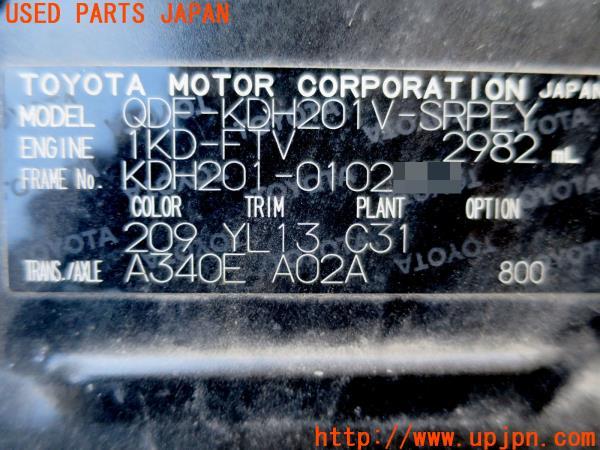 USED PARTS JAPAN
TOYOTA MOTOR CORPORATION JAPAN
MODEL QDF-KDH201V-SRPEY
ENGINE 1KD-FTV 2982 mL
FRAME No. KDH201-0102
COLOR TRIM PLANT OPTION
209 YL13 C31
TRANS./AXLE A340E A02A 800
http://www.upjpn.com/